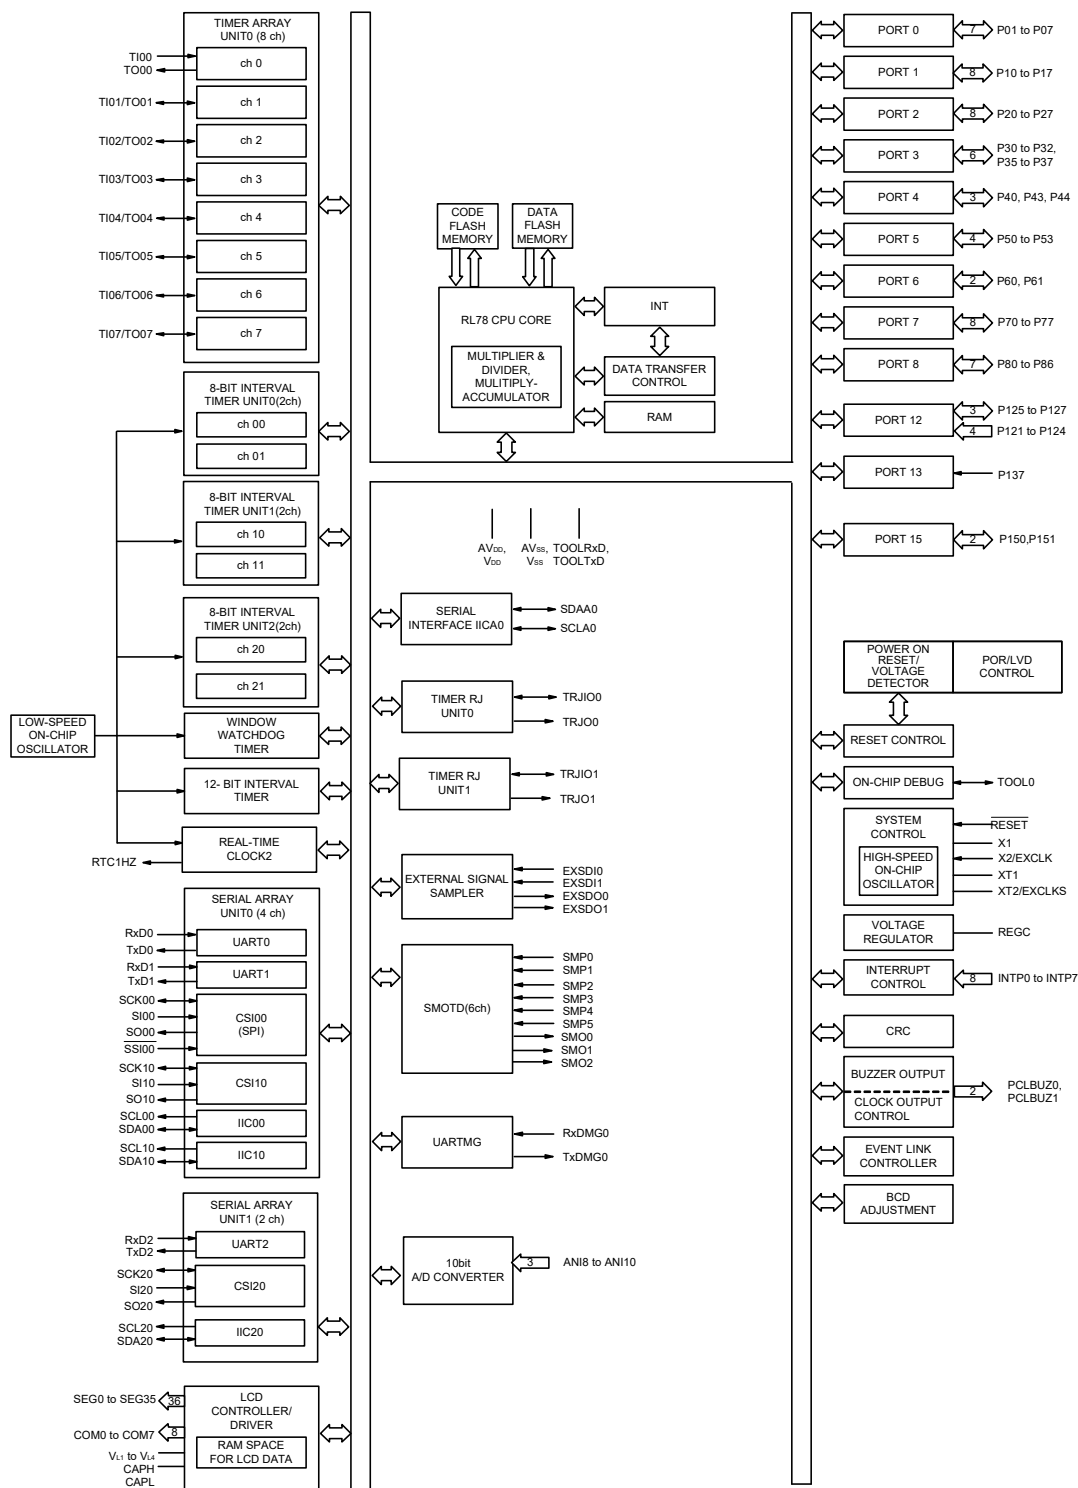 TIMER ARRAY
UNIT0 (8 ch)
TI00
TO00
ch 0
TI01/TO01
ch 1
TI02/TO02
ch 2
TI03/TO03
ch 3
TI04/TO04
ch 4
TI05/TO05
ch 5
TI06/TO06
ch 6
TI07/TO07
ch 7
8-BIT INTERVAL
TIMER UNIT0(2ch)
ch 00
ch 01
8-BIT INTERVAL
TIMER UNIT1(2ch)
ch 10
ch 11
8-BIT INTERVAL
TIMER UNIT2(2ch)
ch 20
ch 21
LOW-SPEED
ON-CHIP
OSCILLATOR
WINDOW
WATCHDOG
TIMER
12- BIT INTERVAL
TIMER
REAL-TIME
CLOCK2
RTC1HZ
SERIAL ARRAY
UNIT0 (4 ch)
RxD0
TxD0
UART0
RxD1
TxD1
UART1
SCK00
SI00
SO00
SSI00
CSI00
(SPI)
SCK10
SI10
SO10
CSI10
SCL00
SDA00
IIC00
SCL10
SDA10
IIC10
SERIAL ARRAY
UNIT1 (2 ch)
RxD2
TxD2
UART2
SCK20
SI20
SO20
CSI20
SCL20
SDA20
IIC20
SEG0 to SEG35
36
COM0 to COM7
8
VL1 to VL4
CAPH
CAPL
LCD
CONTROLLER/
DRIVER
RAM SPACE
FOR LCD DATA
CODE
FLASH
MEMORY
DATA
FLASH
MEMORY
RL78 CPU CORE
MULTIPLIER &
DIVIDER,
MULITIPLY-
ACCUMULATOR
INT
DATA TRANSFER
CONTROL
RAM
AVDD,
VDD
AVSS,
VSS
TOOLRxD,
TOOLTxD
SERIAL
INTERFACE IICA0
SDAA0
SCLA0
TIMER RJ
UNIT0
TRJIO0
TRJO0
TIMER RJ
UNIT1
TRJIO1
TRJO1
EXTERNAL SIGNAL
SAMPLER
EXSDI0
EXSDI1
EXSDO0
EXSDO1
SMOTD(6ch)
SMP0
SMP1
SMP2
SMP3
SMP4
SMP5
SMO0
SMO1
SMO2
UARTMG
RxDMG0
TxDMG0
10bit
A/D CONVERTER
3
ANI8 to ANI10
PORT 0
7
P01 to P07
PORT 1
8
P10 to P17
PORT 2
8
P20 to P27
PORT 3
6
P30 to P32,
P35 to P37
PORT 4
3
P40, P43, P44
PORT 5
4
P50 to P53
PORT 6
2
P60, P61
PORT 7
8
P70 to P77
PORT 8
7
P80 to P86
PORT 12
3
P125 to P127
4
P121 to P124
PORT 13
P137
PORT 15
2
P150,P151
POWER ON
RESET/
VOLTAGE
DETECTOR
POR/LVD
CONTROL
RESET CONTROL
ON-CHIP DEBUG
TOOL0
SYSTEM
CONTROL
HIGH-SPEED
ON-CHIP
OSCILLATOR
RESET
X1
X2/EXCLK
XT1
XT2/EXCLKS
VOLTAGE
REGULATOR
REGC
INTERRUPT
CONTROL
8
INTP0 to INTP7
CRC
BUZZER OUTPUT
CLOCK OUTPUT
CONTROL
2
PCLBUZ0,
PCLBUZ1
EVENT LINK
CONTROLLER
BCD
ADJUSTMENT